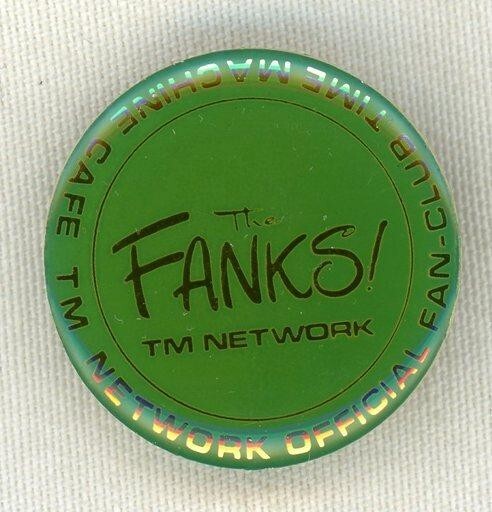 The
FANKS!
TM NETWORK
TM NETWORK OFFICIAL FAN-CLUB TIME MACHINE CAFE